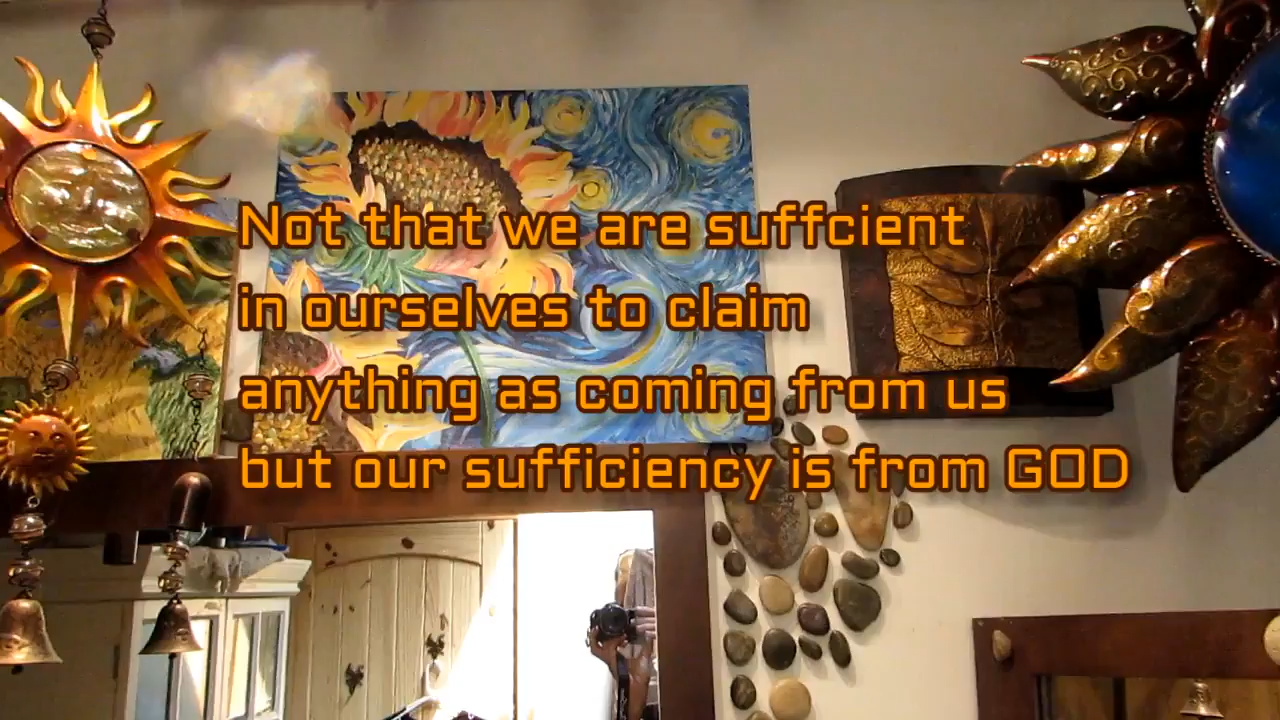 Not that we are suffcient
in ourselves to claim
anything as coming from us
but our sufficiency is from GOD